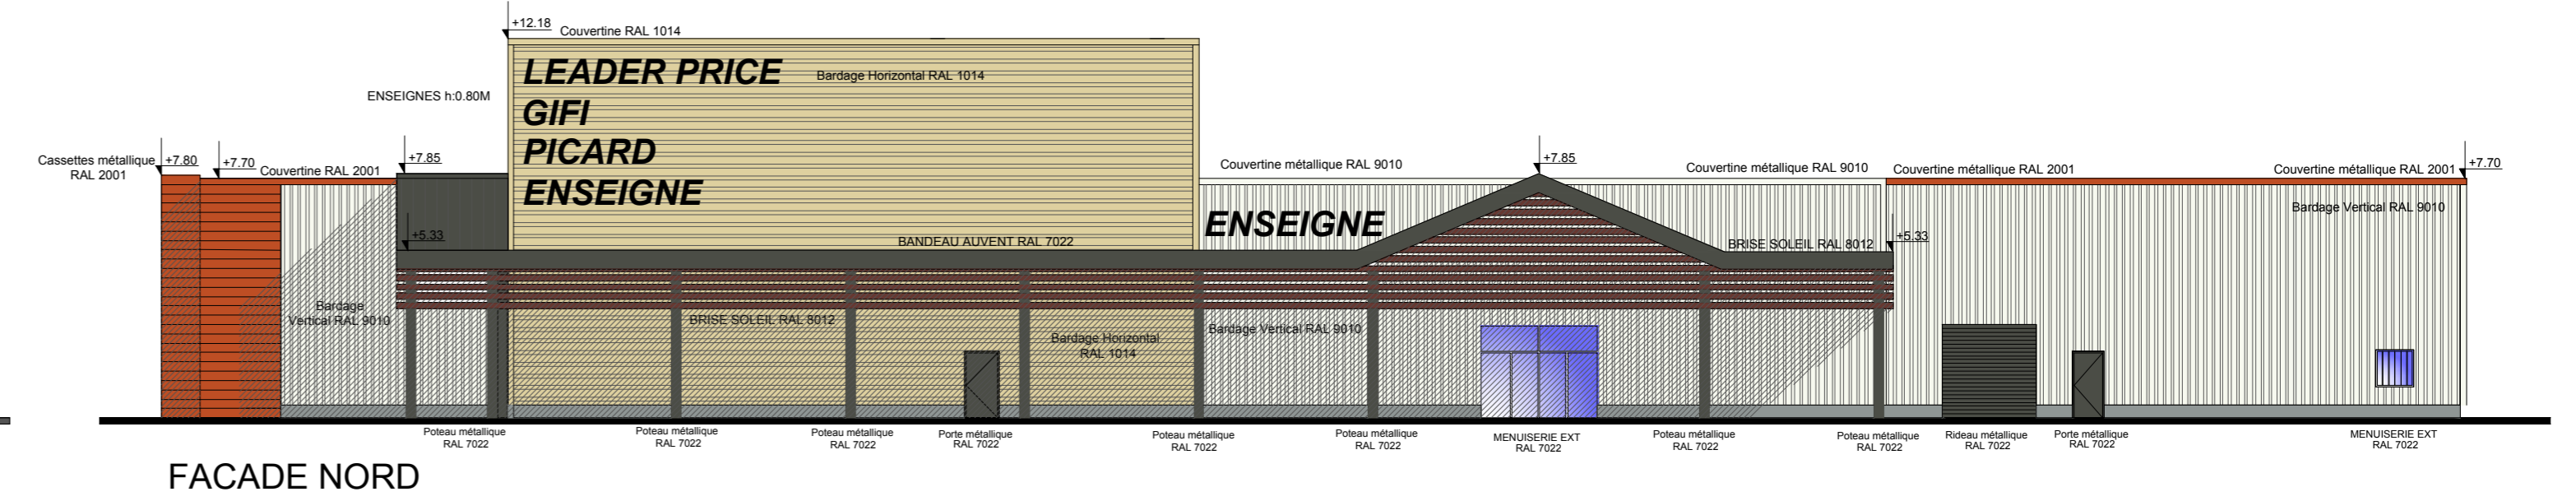 +12.18
Couvertine RAL 1014
LEADER PRICE
Bardage Horizontal RAL 1014
ENSEIGNES h:0.80M
GIFI
PICARD
ENSEIGNE
Cassettes métallique
RAL 2001
+7.80
+7.70
Couvertine RAL 2001
+7.85
Couvertine métallique RAL 9010
+7.85
Couvertine métallique RAL 9010
Couvertine métallique RAL 2001
Couvertine métallique RAL 2001
+7.70
Bardage Vertical RAL 9010
ENSEIGNE
+5.33
BANDEAU AUVENT RAL 7022
BRISE SOLEIL RAL 8012
+5.33
Bardage
Vertical RAL 9010
BRISE SOLEIL RAL 8012
Bardage Horizontal
RAL 1014
Bardage Vertical RAL 9010
Poteau métallique
RAL 7022
Poteau métallique
RAL 7022
Poteau métallique
RAL 7022
Porte métallique
RAL 7022
Poteau métallique
RAL 7022
Poteau métallique
RAL 7022
MENUISERIE EXT
RAL 7022
Poteau métallique
RAL 7022
Poteau métallique
RAL 7022
Rideau métallique
RAL 7022
Porte métallique
RAL 7022
MENUISERIE EXT
RAL 7022
FACADE NORD